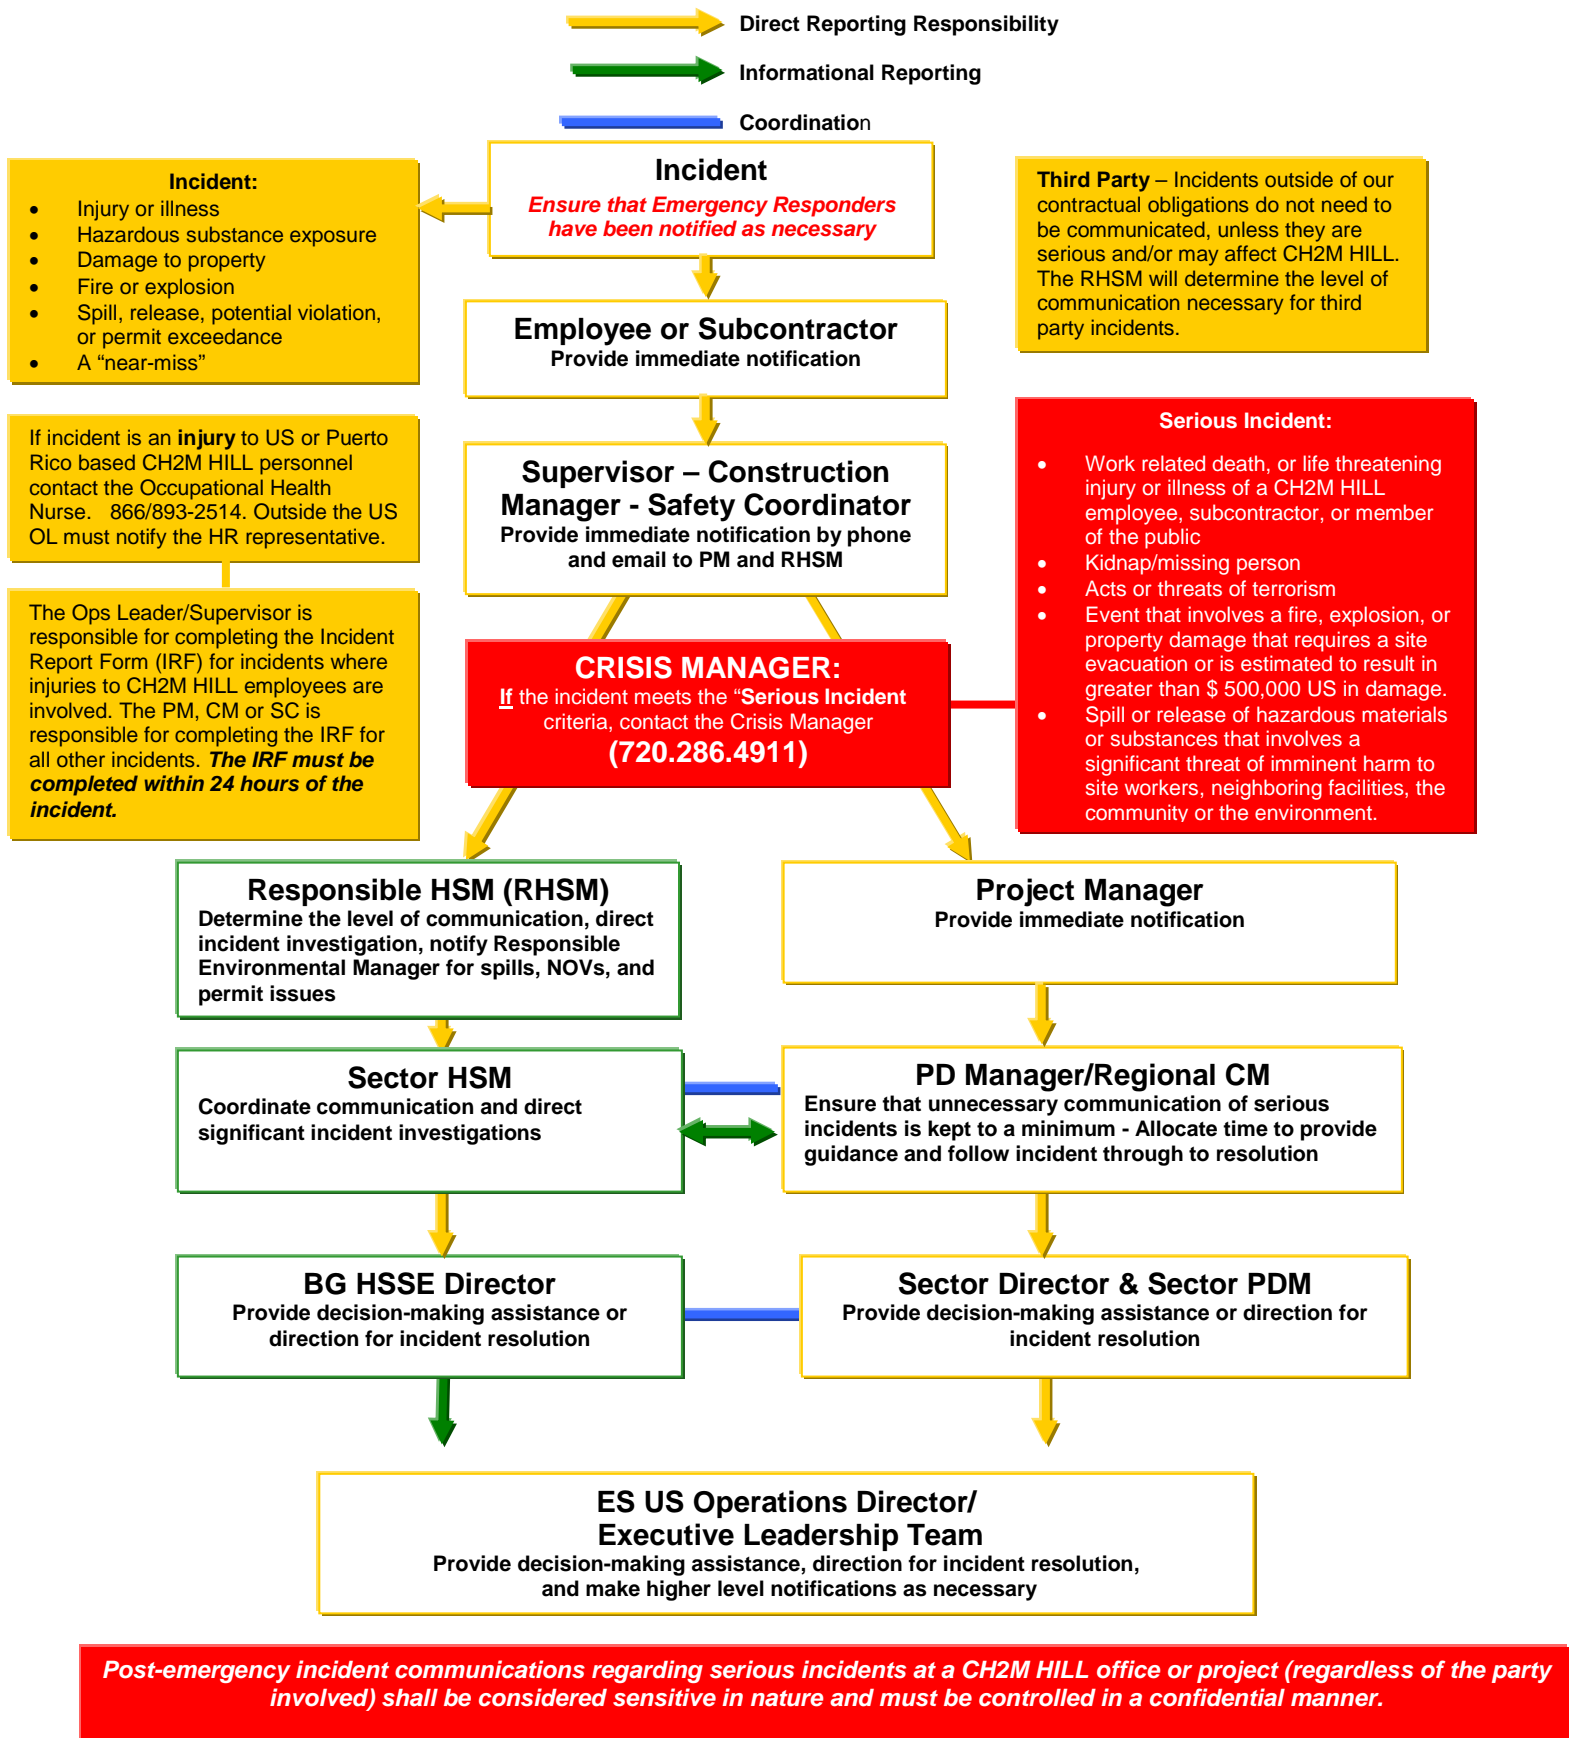 Direct Reporting Responsibility
Informational Reporting
Coordination
Incident
Ensure that Emergency Responders
have been notified as necessary
Incident:
• Injury or illness
• Hazardous substance exposure
• Damage to property
• Fire or explosion
• Spill, release, potential violation,
or permit exceedance
• A “near-miss”
Third Party – Incidents outside of our
contractual obligations do not need to
be communicated, unless they are
serious and/or may affect CH2M HILL.
The RHSM will determine the level of
communication necessary for third
party incidents.
Employee or Subcontractor
Provide immediate notification
If incident is an injury to US or Puerto
Rico based CH2M HILL personnel
contact the Occupational Health
Nurse. 866/893-2514. Outside the US
OL must notify the HR representative.
Supervisor – Construction
Manager - Safety Coordinator
Provide immediate notification by phone
and email to PM and RHSM
Serious Incident:
• Work related death, or life threatening
injury or illness of a CH2M HILL
employee, subcontractor, or member
of the public
• Kidnap/missing person
• Acts or threats of terrorism
• Event that involves a fire, explosion, or
property damage that requires a site
evacuation or is estimated to result in
greater than $ 500,000 US in damage.
• Spill or release of hazardous materials
or substances that involves a
significant threat of imminent harm to
site workers, neighboring facilities, the
community or the environment.
The Ops Leader/Supervisor is
responsible for completing the Incident
Report Form (IRF) for incidents where
injuries to CH2M HILL employees are
involved. The PM, CM or SC is
responsible for completing the IRF for
all other incidents. The IRF must be
completed within 24 hours of the
incident.
CRISIS MANAGER:
If the incident meets the “Serious Incident
criteria, contact the Crisis Manager
(720.286.4911)
Responsible HSM (RHSM)
Determine the level of communication, direct
incident investigation, notify Responsible
Environmental Manager for spills, NOVs, and
permit issues
Project Manager
Provide immediate notification
Sector HSM
Coordinate communication and direct
significant incident investigations
PD Manager/Regional CM
Ensure that unnecessary communication of serious
incidents is kept to a minimum - Allocate time to provide
guidance and follow incident through to resolution
BG HSSE Director
Provide decision-making assistance or
direction for incident resolution
Sector Director & Sector PDM
Provide decision-making assistance or direction for
incident resolution
ES US Operations Director/
Executive Leadership Team
Provide decision-making assistance, direction for incident resolution,
and make higher level notifications as necessary
Post-emergency incident communications regarding serious incidents at a CH2M HILL office or project (regardless of the party
involved) shall be considered sensitive in nature and must be controlled in a confidential manner.